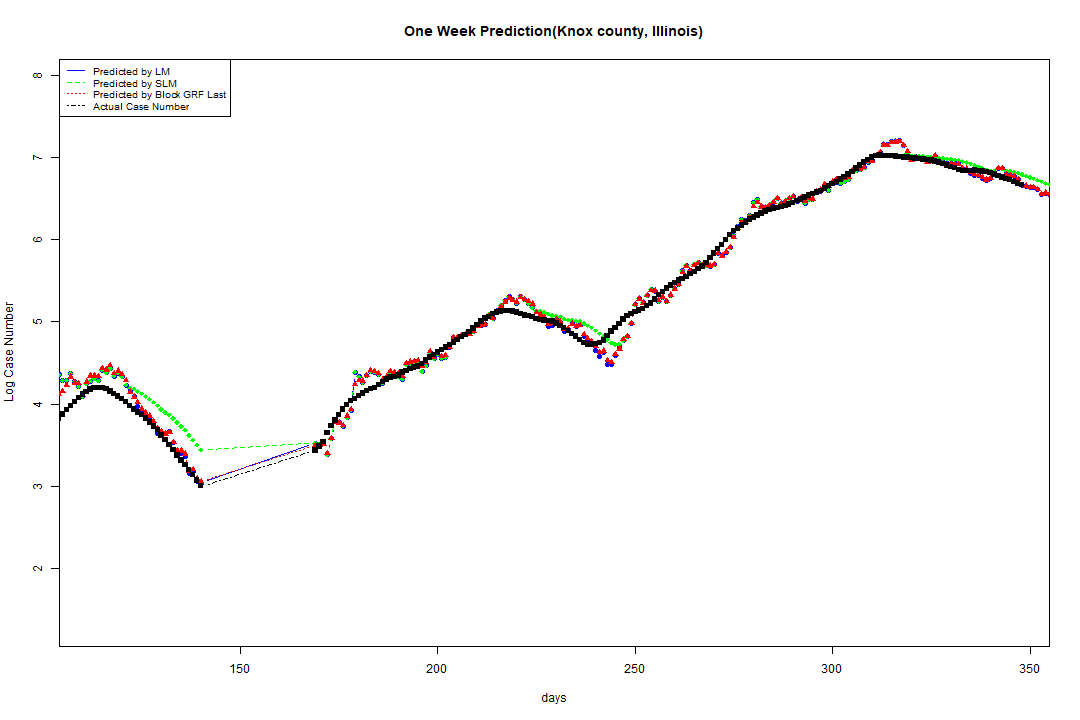 One Week Prediction(Knox county, Illinois)
Predicted by LM
Predicted by SLM
Predicted by Block GRF Last
Actual Case Number
8
7
6
5
4
3
2
Log Case Number
150
200
250
300
350
days